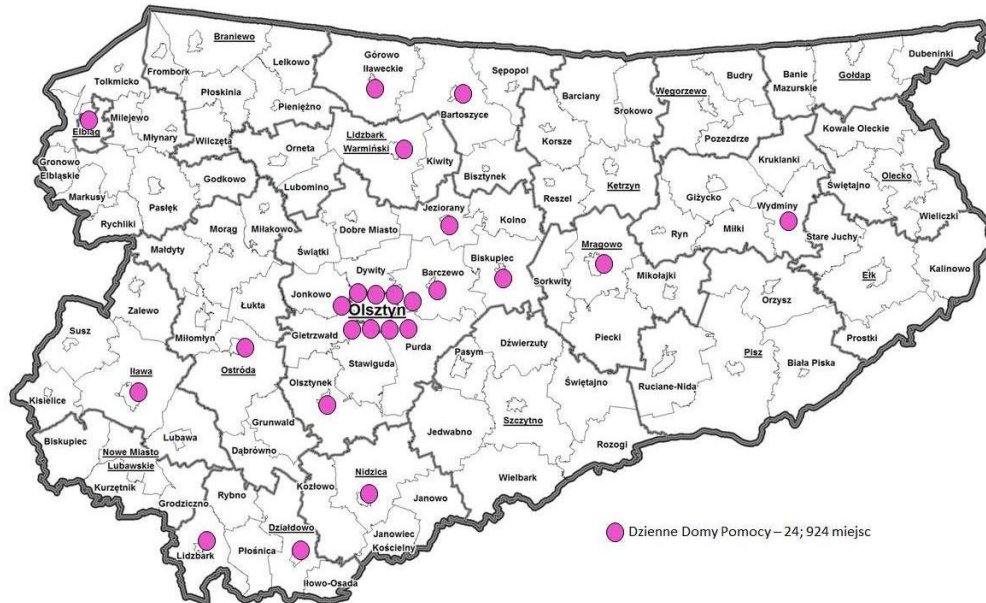 Braniewo
Górowo
Iławeckie
Sępopol
Dubeninki
Frombork
Lelkowo
Budry
Banie
Mazurskie
Gołdap
Tolkmicko
Płoskinia
Barciany
Węgorzewo
Pieniężno
Bartoszyce
Srokowo
Elbląg
Milejewo
Młynary
Wilczęta
Lidzbark
Warmiński
Orneta
Kiwity
Korsze
Pozezdrze
Kowale Oleckie
Gronowo
Elbląskie
Godkowo
Lubomino
Bisztynek
Kętrzyn
Kruklanki
Olecko
Markusy
Pasłęk
Jeziorany
Reszel
Giżycko
Wydminy
Świętajno
Rychliki
Morąg
Miłakowo
Dobre Miasto
Kolno
Ryn
Miłki
Stare Juchy
Wieliczki
Małdyty
Świątki
Mrągowo
Dywity
Barczewo
Biskupiec
Sorkwity
Mikołajki
Ełk
Kalinowo
Zalewo
Łukta
Jonkowo
Olsztyn
Orzysz
Susz
Miłomłyn
Gietrzwałd
Purda
Dźwierzuty
Piecki
Prostki
Iława
Ostróda
Stawiguda
Pasym
Pisz
Biała Piska
Kisielice
Olsztynek
Świętajno
Ruciane-Nida
Grunwald
Szczytno
Biskupiec
Lubawa
Jedwabno
Rozogi
Nowe Miasto
Lubawskie
Dąbrówno
Kurzętnik
Nidzica
Wielbark
Grodziczno
Rybno
Kozłowo
Janowo
Działdowo
Janowiec
Kościelny
Lidzbark
Płośnica
Iłowo-Osada
Dzienne Domy Pomocy – 24; 924 miejsc